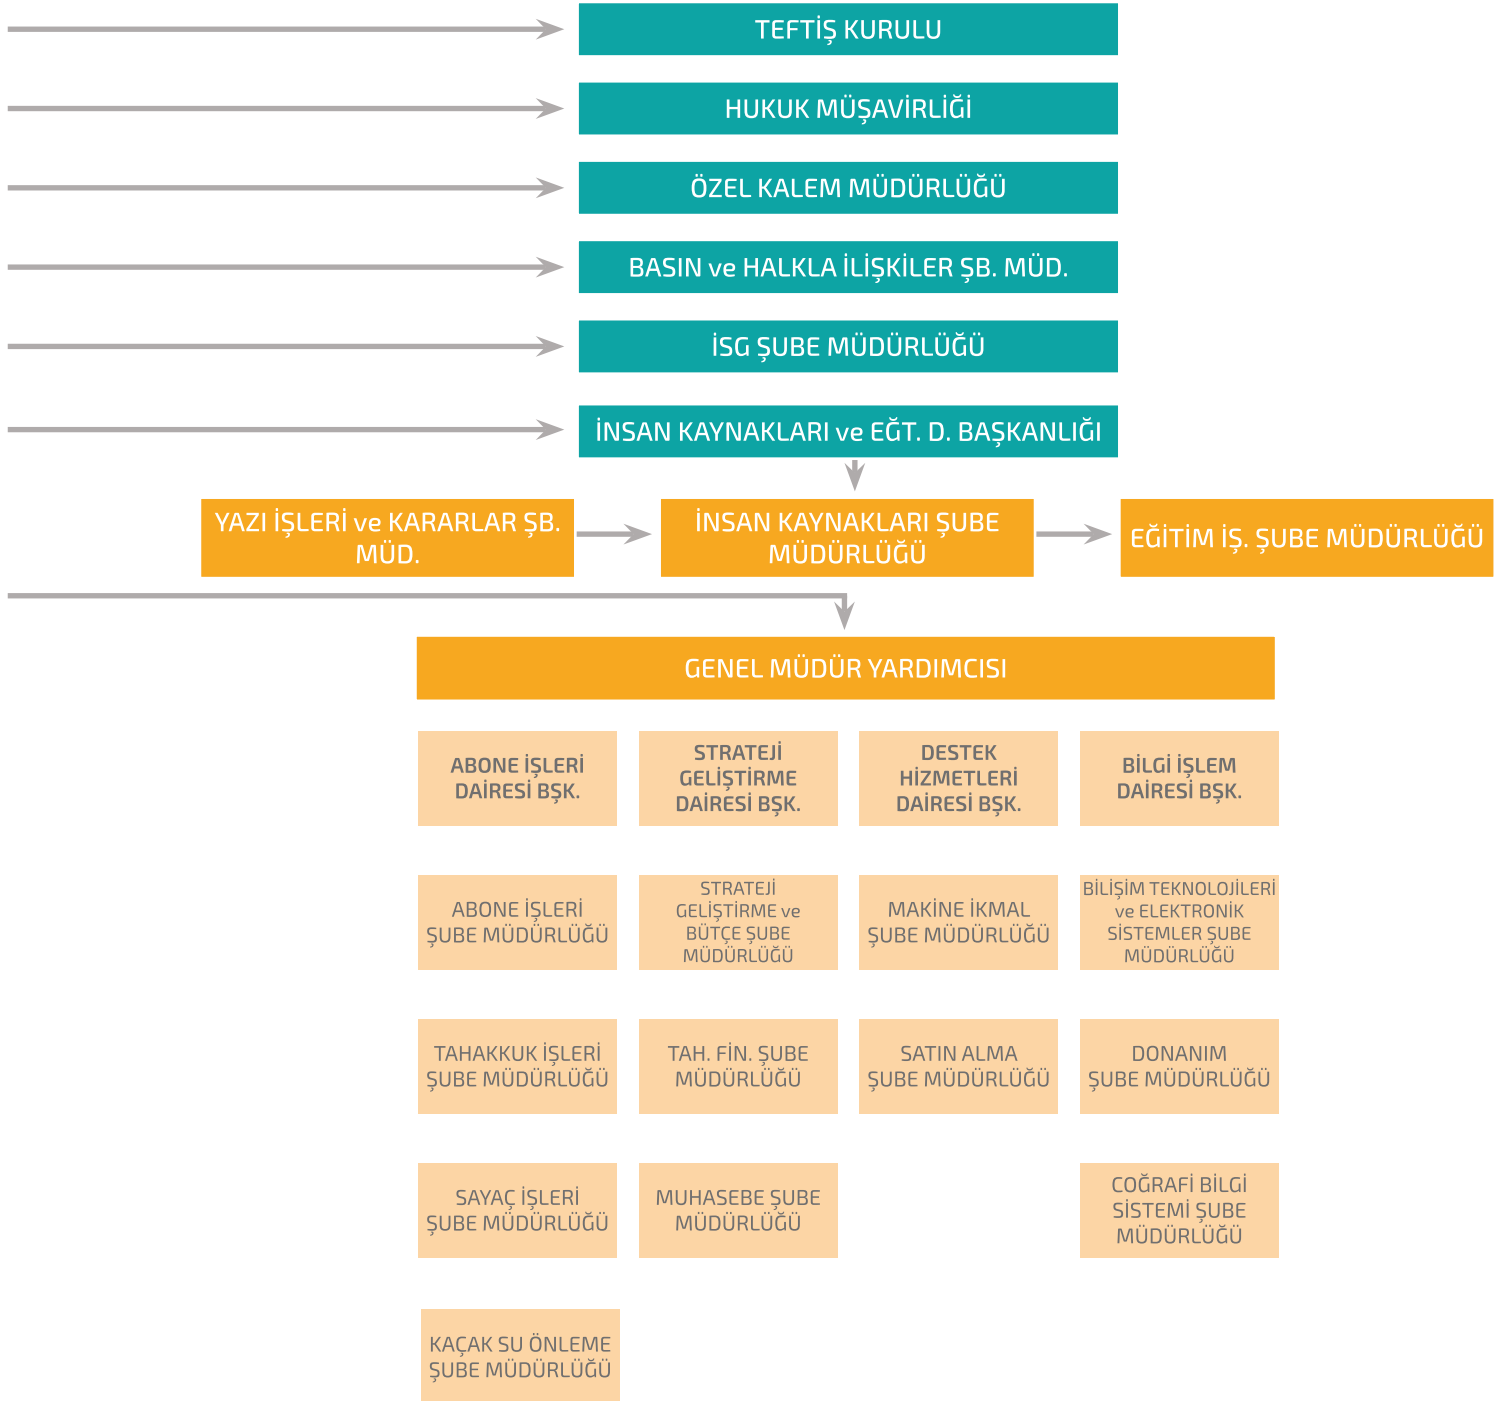 TEFTİŞ KURULU
HUKUK MÜŞAVİRLİĞİ
ÖZEL KALEM MÜDÜRLÜĞÜ
BASIN ve HALKLA İLİŞKİLER ŞB. MÜD.
İSG ŞUBE MÜDÜRLÜĞÜ
İNSAN KAYNAKLARI ve EĞT. D. BAŞKANLIĞI
YAZI İŞLERİ ve KARARLAR ŞB.
MÜD.
İNSAN KAYNAKLARI ŞUBE
MÜDÜRLÜĞÜ
EĞİTİM İŞ. ŞUBE MÜDÜRLÜĞÜ
GENEL MÜDÜR YARDIMCISI
ABONE İŞLERİ
DAİRESİ BŞK.
STRATEJİ
GELİŞTİRME
DAİRESİ BŞK.
DESTEK
HİZMETLERİ
DAİRESİ BŞK.
BİLGİ İŞLEM
DAİRESİ BŞK.
ABONE İŞLERİ
ŞUBE MÜDÜRLÜĞÜ
STRATEJİ
GELİŞTİRME ve
BÜTÇE ŞUBE
MÜDÜRLÜĞÜ
MAKİNE İKMAL
ŞUBE MÜDÜRLÜĞÜ
BİLİŞİM TEKNOLOJİLERİ
ve ELEKTRONİK
SİSTEMLER ŞUBE
MÜDÜRLÜĞÜ
TAHAKKUK İŞLERİ
ŞUBE MÜDÜRLÜĞÜ
TAH. FİN. ŞUBE
MÜDÜRLÜĞÜ
SATIN ALMA
ŞUBE MÜDÜRLÜĞÜ
DONANIM
ŞUBE MÜDÜRLÜĞÜ
SAYAÇ İŞLERİ
ŞUBE MÜDÜRLÜĞÜ
MUHASEBE ŞUBE
MÜDÜRLÜĞÜ
COĞRAFİ BİLGİ
SİSTEMİ ŞUBE
MÜDÜRLÜĞÜ
KAÇAK SU ÖNLEME
ŞUBE MÜDÜRLÜĞÜ